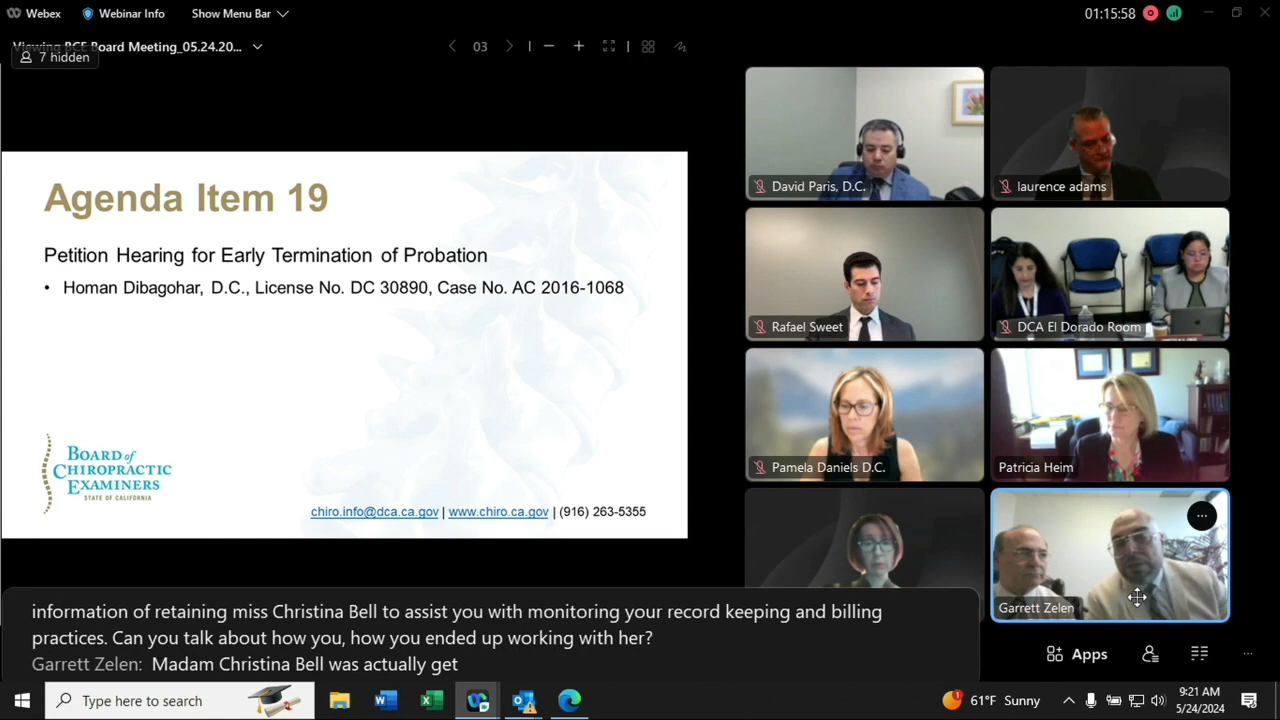 Webex
Webinar Info
Show Menu Bar
01:15:58
Viewing BCE Board Meeting_05.24.20...
03
7 hidden
Agenda Item 19
Petition Hearing for Early Termination of Probation
• Homan Dibagohar, D.C., License No. DC 30890, Case No. AC 2016-1068
BOARD of
CHIROPRACTIC
EXAMINERS
STATE OF CALIFORNIA
chiro.info@dca.ca.gov | www.chiro.ca.gov | (916) 263-5355
David Paris, D.C.
laurence adams
Rafael Sweet
DCA El Dorado Room
Pamela Daniels D.C.
Patricia Heim
Garrett Zelen
information of retaining miss Christina Bell to assist you with monitoring your record keeping and billing
practices. Can you talk about how you, how you ended up working with her?
Garrett Zelen: Madam Christina Bell was actually get
Apps
Type here to search
1
61°F Sunny
9:21 AM
5/24/2024